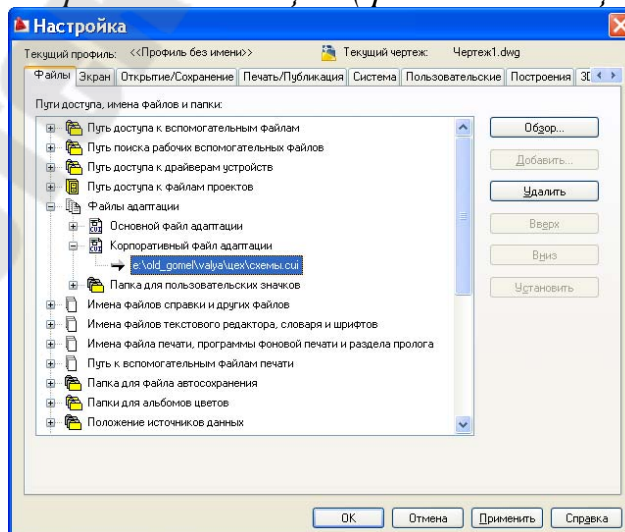 Настройка
Текущий профиль: <<Профиль без имени>> Текущий чертеж: Чертеж1.dwg
Файлы Экран Открытие/Сохранение Печать/Публикация Система Пользовательские Построения
Пути доступа, имена файлов и папки:
Путь доступа к вспомогательным файлам
Путь поиска рабочих вспомогательных файлов
Путь доступа к драйверам устройств
Путь доступа к файлам проектов
Файлы адаптации
Основной файл адаптации
Корпоративный файл адаптации
e:\old_gomel\valya\цех\схемы.cui
Папка для пользовательских значков
Имена файлов справки и других файлов
Имена файлов текстового редактора, словаря и шрифтов
Имена файла печати, программы фоновой печати и раздела пролога
Путь к вспомогательным файлам печати
Папка для файла автосохранения
Папки для альбомов цветов
Положение источников данных
Обзор...
Добавить...
Удалить
Вверх
Вниз
Установить
ОК Отмена Применить Справка